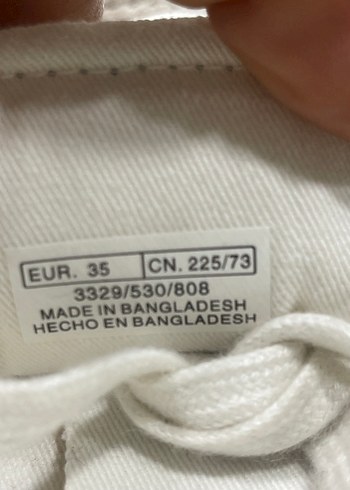 EUR. 35 CN. 225/73
3329/530/808
MADE IN BANGLADESH
HECHO EN BANGLADESH